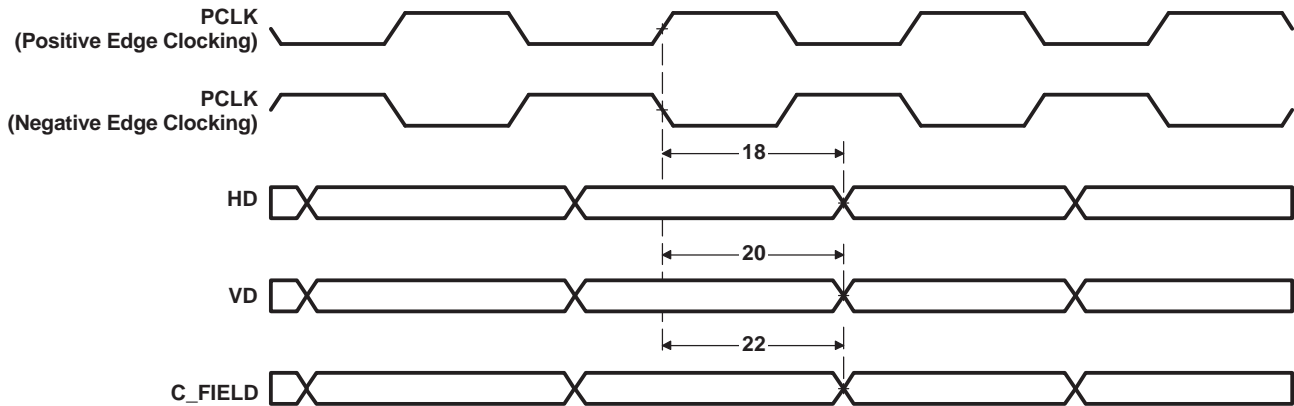 PCLK
(Positive Edge Clocking)
PCLK
(Negative Edge Clocking)
18
HD
20
VD
22
C_FIELD